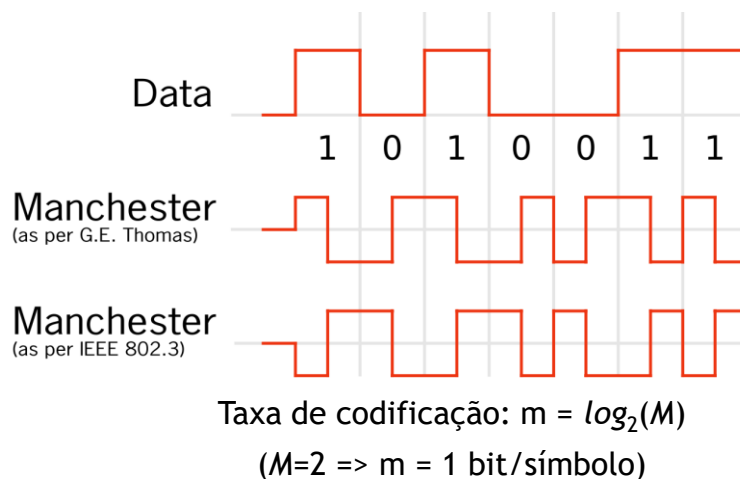 Data
1 0 1 0 0 1 1
Manchester
(as per G.E. Thomas)
Manchester
(as per IEEE 802.3)
Taxa de codificação: m = log₂(M)
(M=2 => m = 1 bit/símbolo)